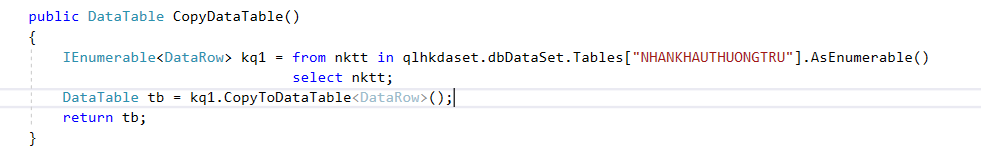 public DataTable CopyDataTable()
{
IEnumerable<DataRow> kq1 = from nktt in qlhkdaset.dbDataSet.Tables["NHANKHAUTHUONGTRU"].AsEnumerable()
select nktt;
DataTable tb = kq1.CopyToDataTable<DataRow>();
return tb;
}